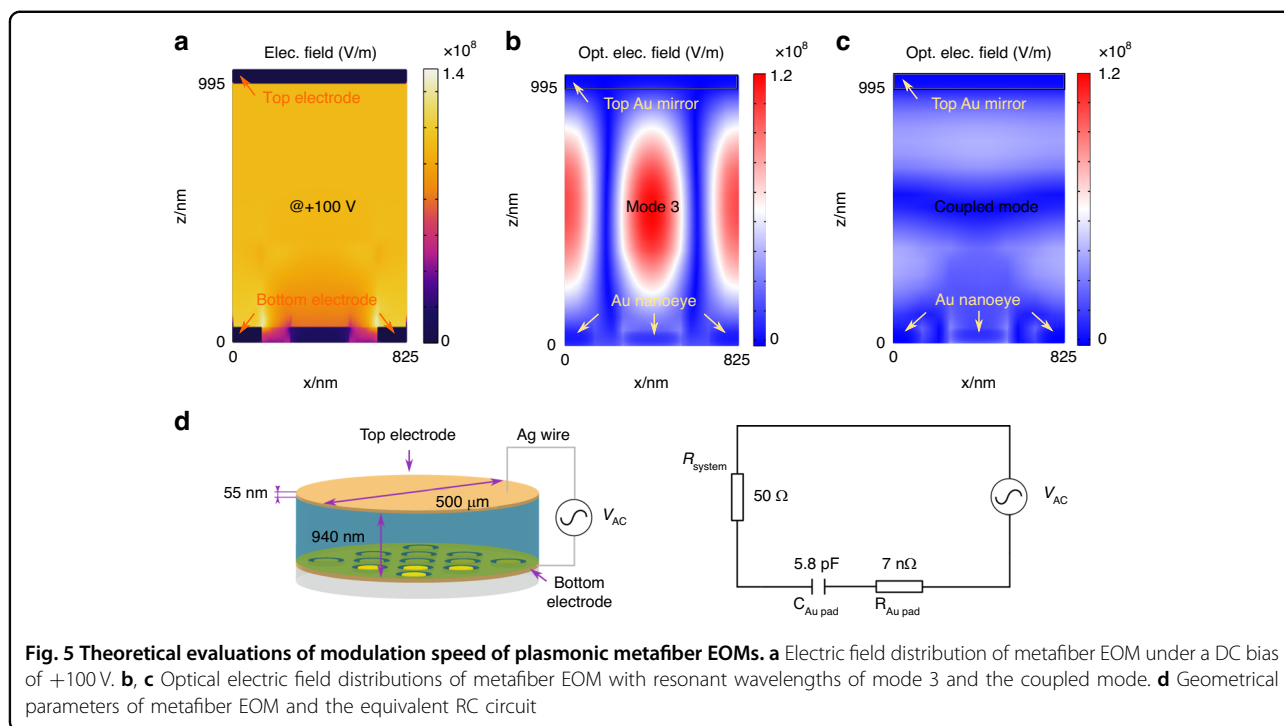 a
Elec. field (V/m)
×10⁸
1.4
995
Top electrode
z/nm
@+100 V
Bottom electrode
0
0
0
825
x/nm
b
Opt. elec. field (V/m)
×10⁸
1.2
995
Top Au mirror
z/nm
Mode 3
Au nanoeye
0
0
0
825
x/nm
c
Opt. elec. field (V/m)
×10⁸
1.2
995
Top Au mirror
z/nm
Coupled mode
Au nanoeye
0
0
0
825
x/nm
d
Top electrode
Ag wire
55 nm
500 μm
940 nm
V_AC
Bottom
electrode
R_system
50 Ω
V_AC
5.8 pF
7 nΩ
C_Au pad
R_Au pad
Fig. 5 Theoretical evaluations of modulation speed of plasmonic metafiber EOMs. a Electric field distribution of metafiber EOM under a DC bias
of +100 V. b, c Optical electric field distributions of metafiber EOM with resonant wavelengths of mode 3 and the coupled mode. d Geometrical
parameters of metafiber EOM and the equivalent RC circuit